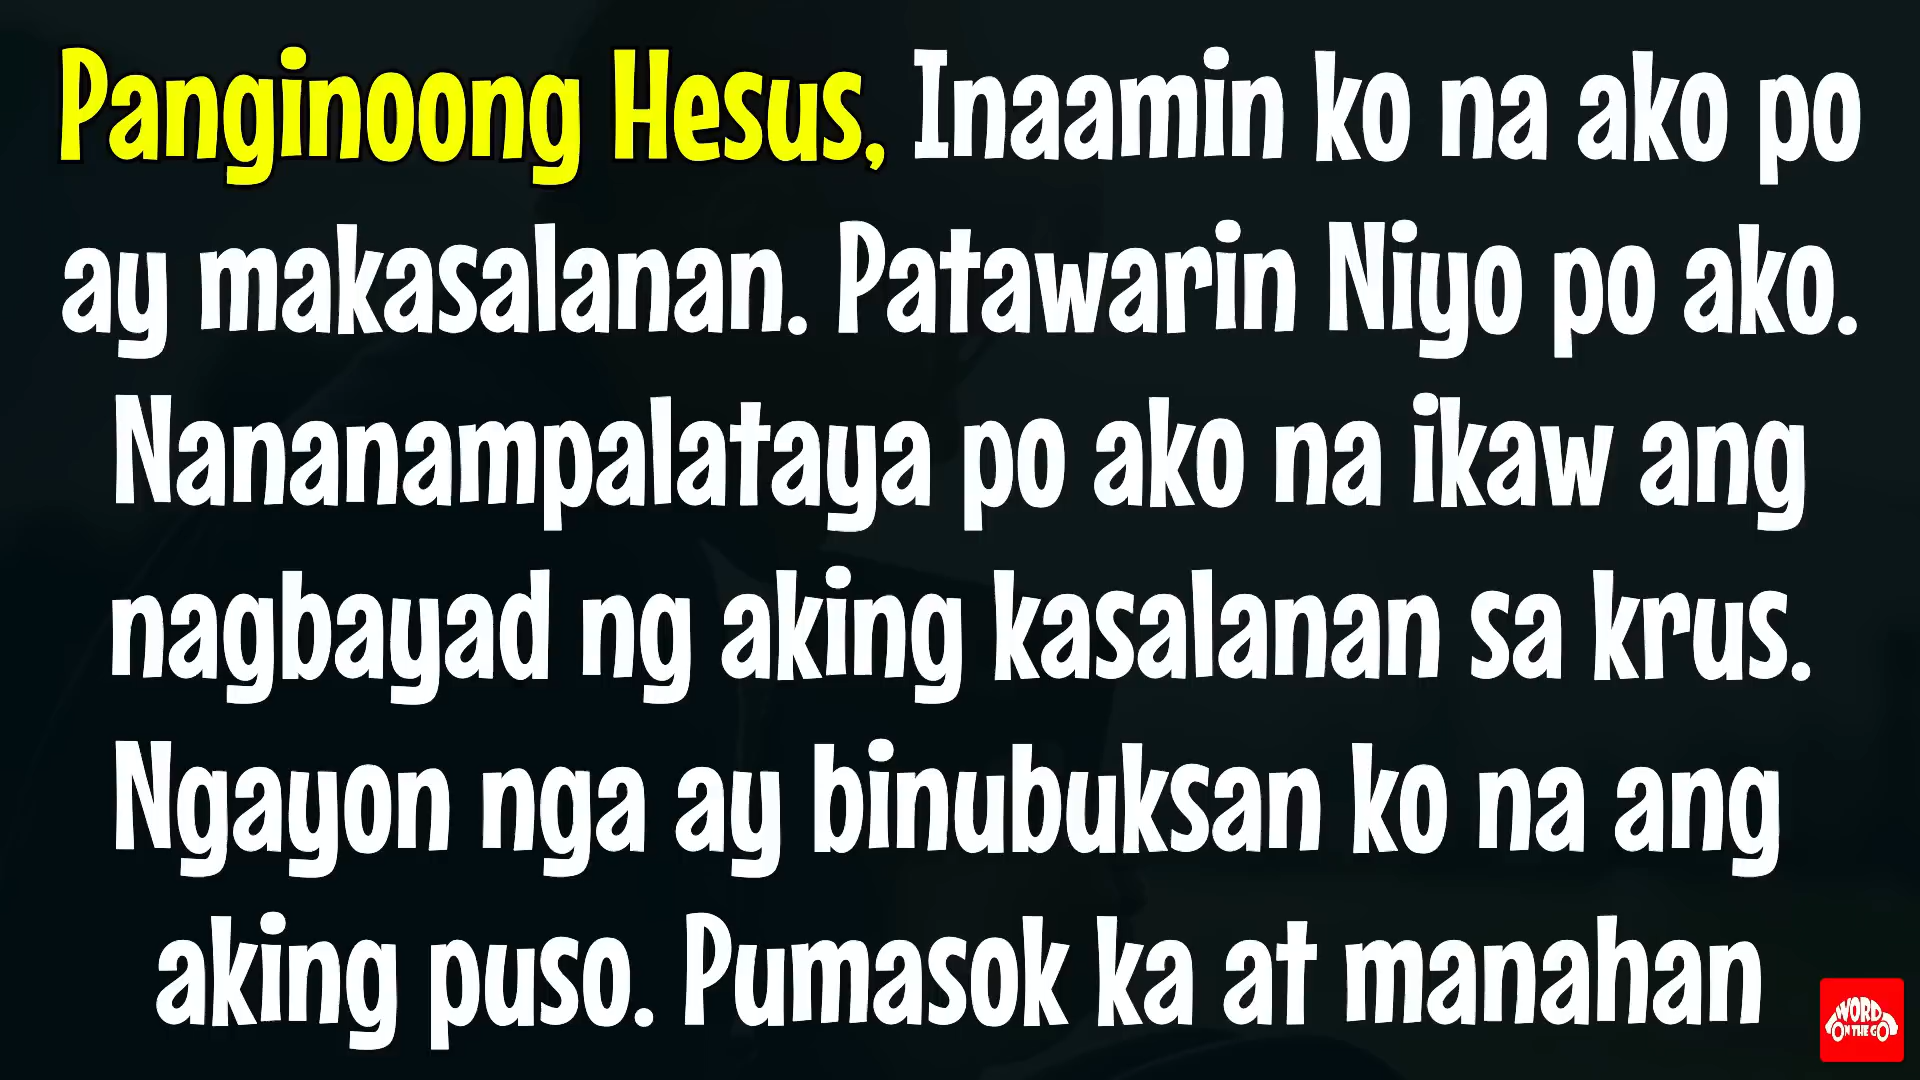 Panginoong Hesus, Inaamin ko na ako po
ay makasalanan. Patawarin Niyo po ako.
Nananampalataya po ako na ikaw ang
nagbayad ng aking kasalanan sa krus.
Ngayon nga ay binubuksan ko na ang
aking puso. Pumasok ka at manahan
WORD
ON THE GO